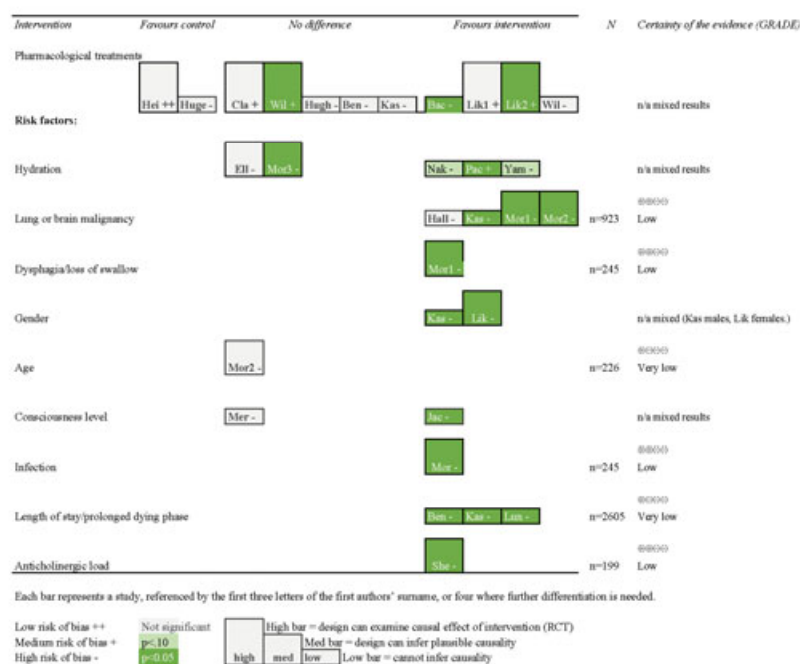 Intervention Favours control No difference Favours intervention N Certainty of the evidence (GRADE)
Pharmacological treatments
Hei ++ Huge - Cla + Wil + Hugh - Ben - Kas - Bac - Lik1 + Lik2 + Wil - n/a mixed results
Risk factors:
Hydration Ell - Mor3 - Nak - Pac + Yam - n/a mixed results
Lung or brain malignancy Hall - Kas - Mor1 - Mor2 - n=923 Low
Dysphagia/loss of swallow Mor1 - n=245 Low
Gender Kas - Lik - n/a mixed (Kas males, Lik females.)
Age Mor2 - n=226 Very low
Consciousness level Mer - Jac - n/a mixed results
Infection Mor - n=245 Low
Length of stay/prolonged dying phase Ben - Kas - Lun - n=2605 Very low
Anticholinergic load She - n=199 Low
Each bar represents a study, referenced by the first three letters of the first authors' surname, or four where further differentiation is needed.
Low risk of bias ++ Not significant High bar = design can examine causal effect of intervention (RCT)
Medium risk of bias + p<.10 Med bar = design can infer plausible causality
High risk of bias - p<0.05 high med low Low bar = cannot infer causality